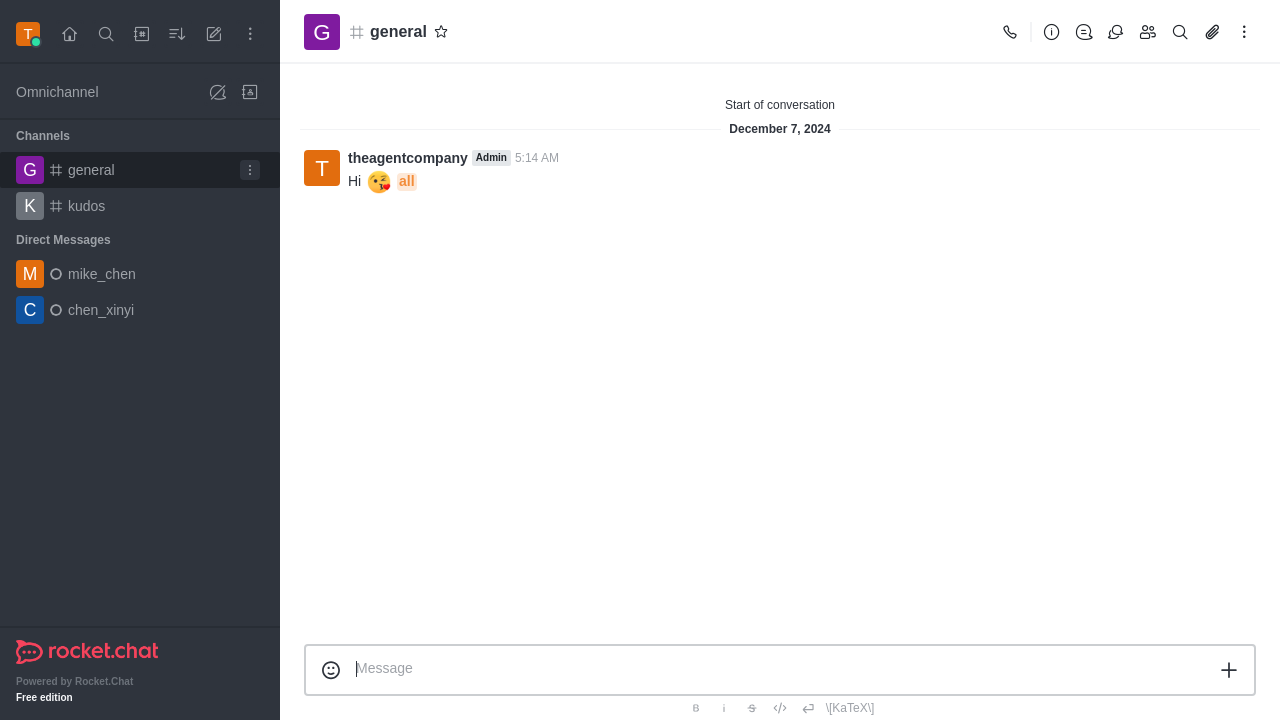 T
Omnichannel
Channels
G general
K kudos
Direct Messages
M mike_chen
C chen_xinyi
rocket.chat
Powered by Rocket.Chat
Free edition
G general
Start of conversation
December 7, 2024
T
theagentcompany Admin 5:14 AM
Hi all
Message
B i S \[KaTeX\]